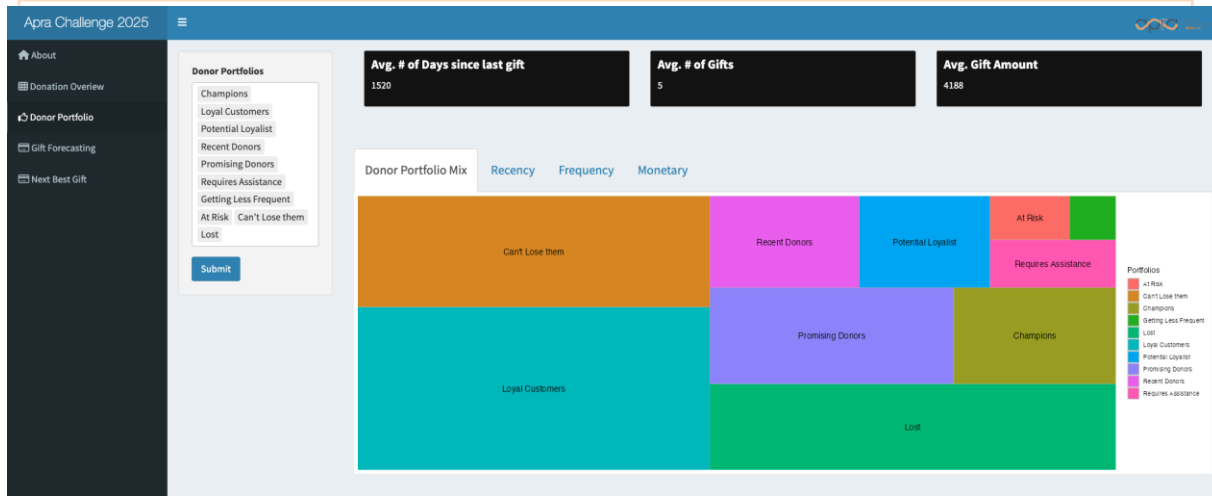 Apra Challenge 2025
apra
About
Donation Overiew
Donor Portfolio
Gift Forecasting
Next Best Gift
Donor Portfolios
Champions
Loyal Customers
Potential Loyalist
Recent Donors
Promising Donors
Requires Assistance
Getting Less Frequent
At Risk Can't Lose them
Lost
Submit
Avg. # of Days since last gift
1520
Avg. # of Gifts
5
Avg. Gift Amount
4188
Donor Portfolio Mix Recency Frequency Monetary
Can't Lose them
Loyal Customers
Recent Donors
Potential Loyalist
At Risk
Requires Assistance
Promising Donors
Champions
Lost
Portfolios
At Risk
Can't Lose them
Champions
Getting Less Frequent
Lost
Loyal Customers
Potential Loyalist
Promising Donors
Recent Donors
Requires Assistance